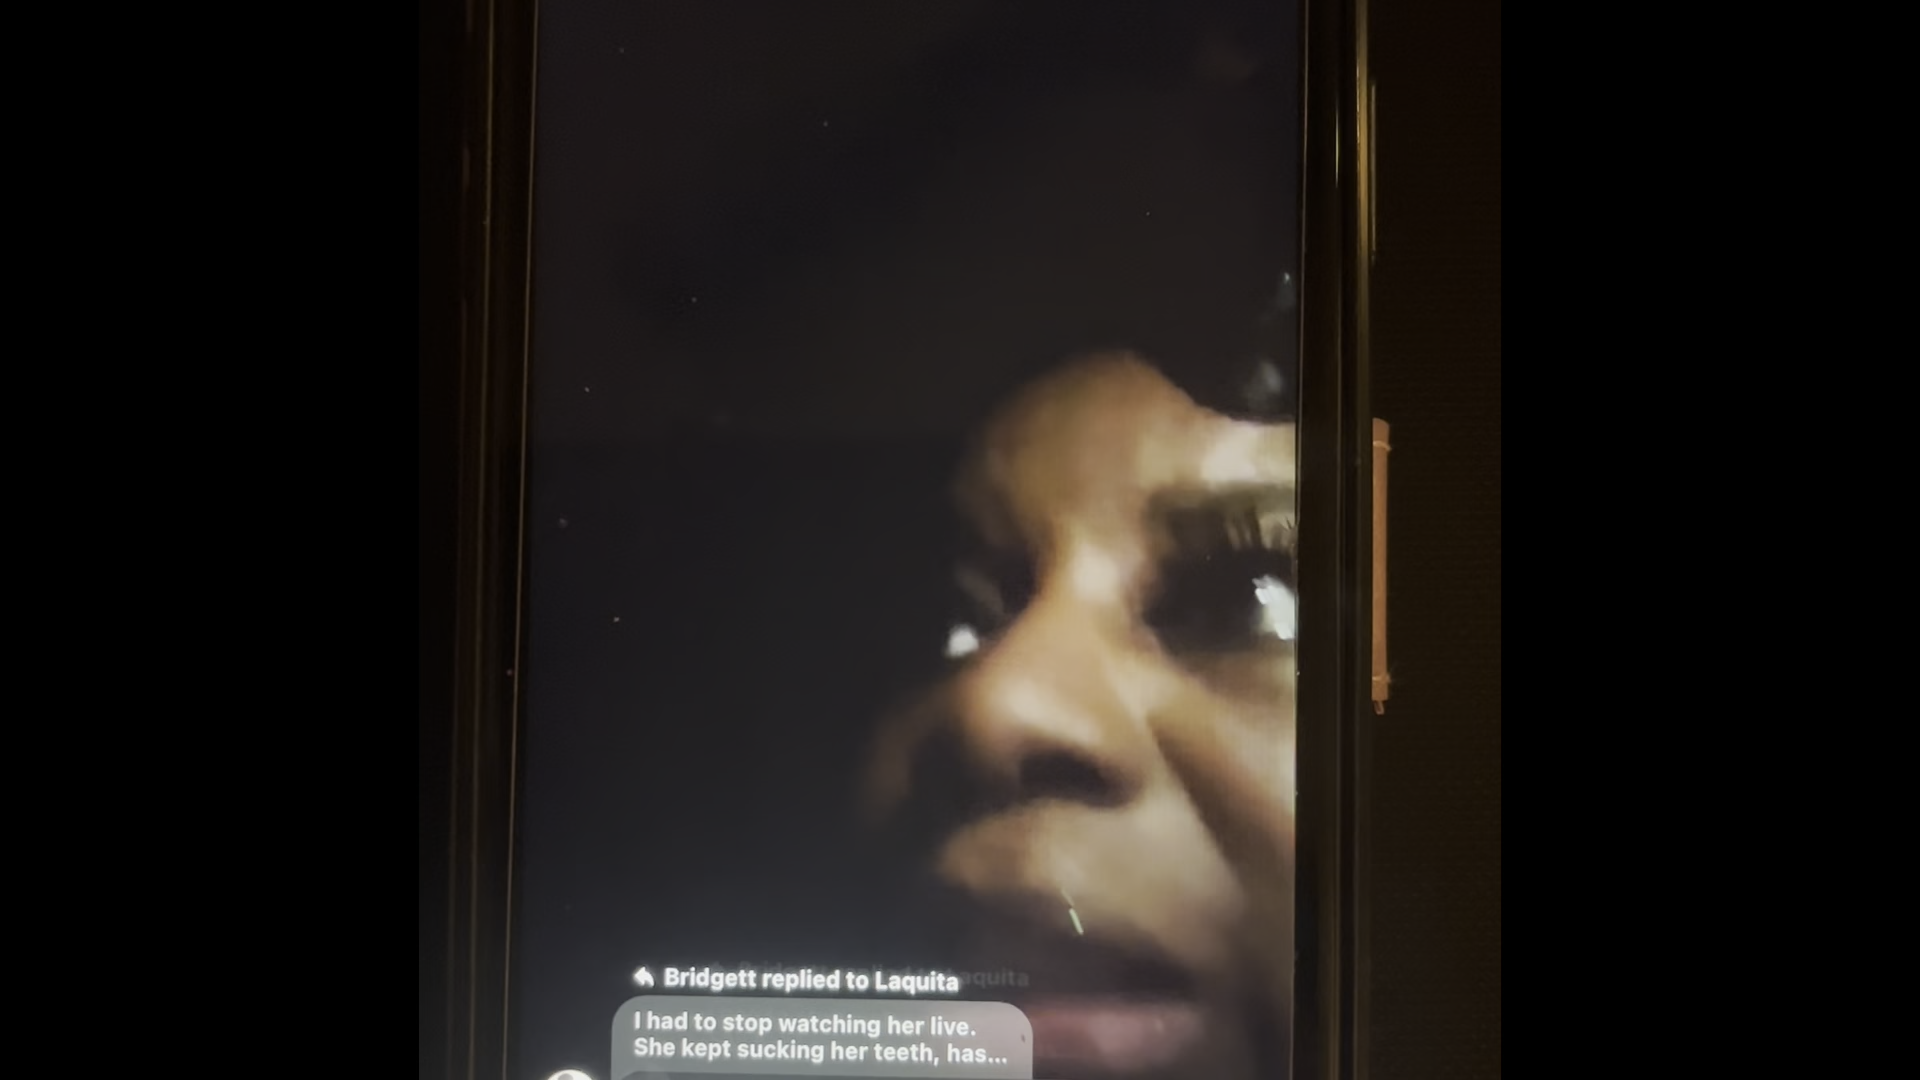 Bridgett replied to Laquita
I had to stop watching her live.
She kept sucking her teeth, has...